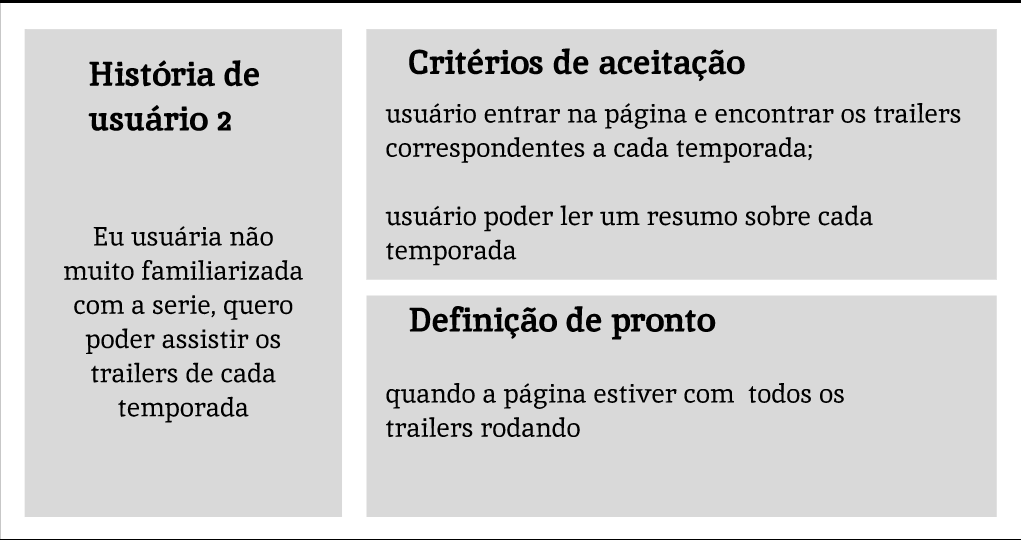 História de
usuário 2
Eu usuária não
muito familiarizada
com a serie, quero
poder assistir os
trailers de cada
temporada
Critérios de aceitação
usuário entrar na página e encontrar os trailers
correspondentes a cada temporada;
usuário poder ler um resumo sobre cada
temporada
Definição de pronto
quando a página estiver com  todos os
trailers rodando